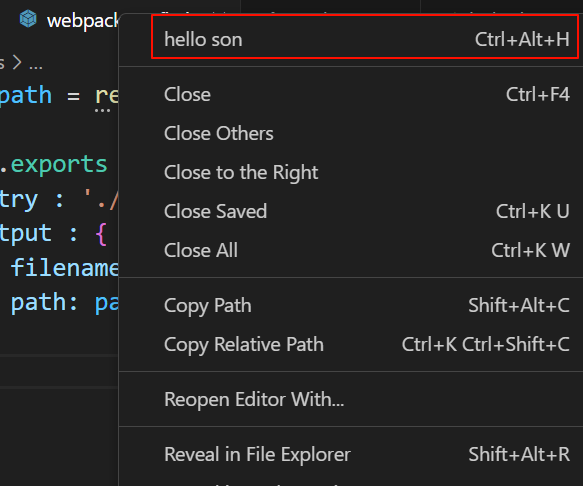 webpack
hello son Ctrl+Alt+H
s > ...
path = re
Close Ctrl+F4
Close Others
.exports
Close to the Right
try : './
Close Saved Ctrl+K U
tput : {
Close All Ctrl+K W
filename
path: pa
Copy Path Shift+Alt+C
Copy Relative Path Ctrl+K Ctrl+Shift+C
Reopen Editor With...
Reveal in File Explorer Shift+Alt+R